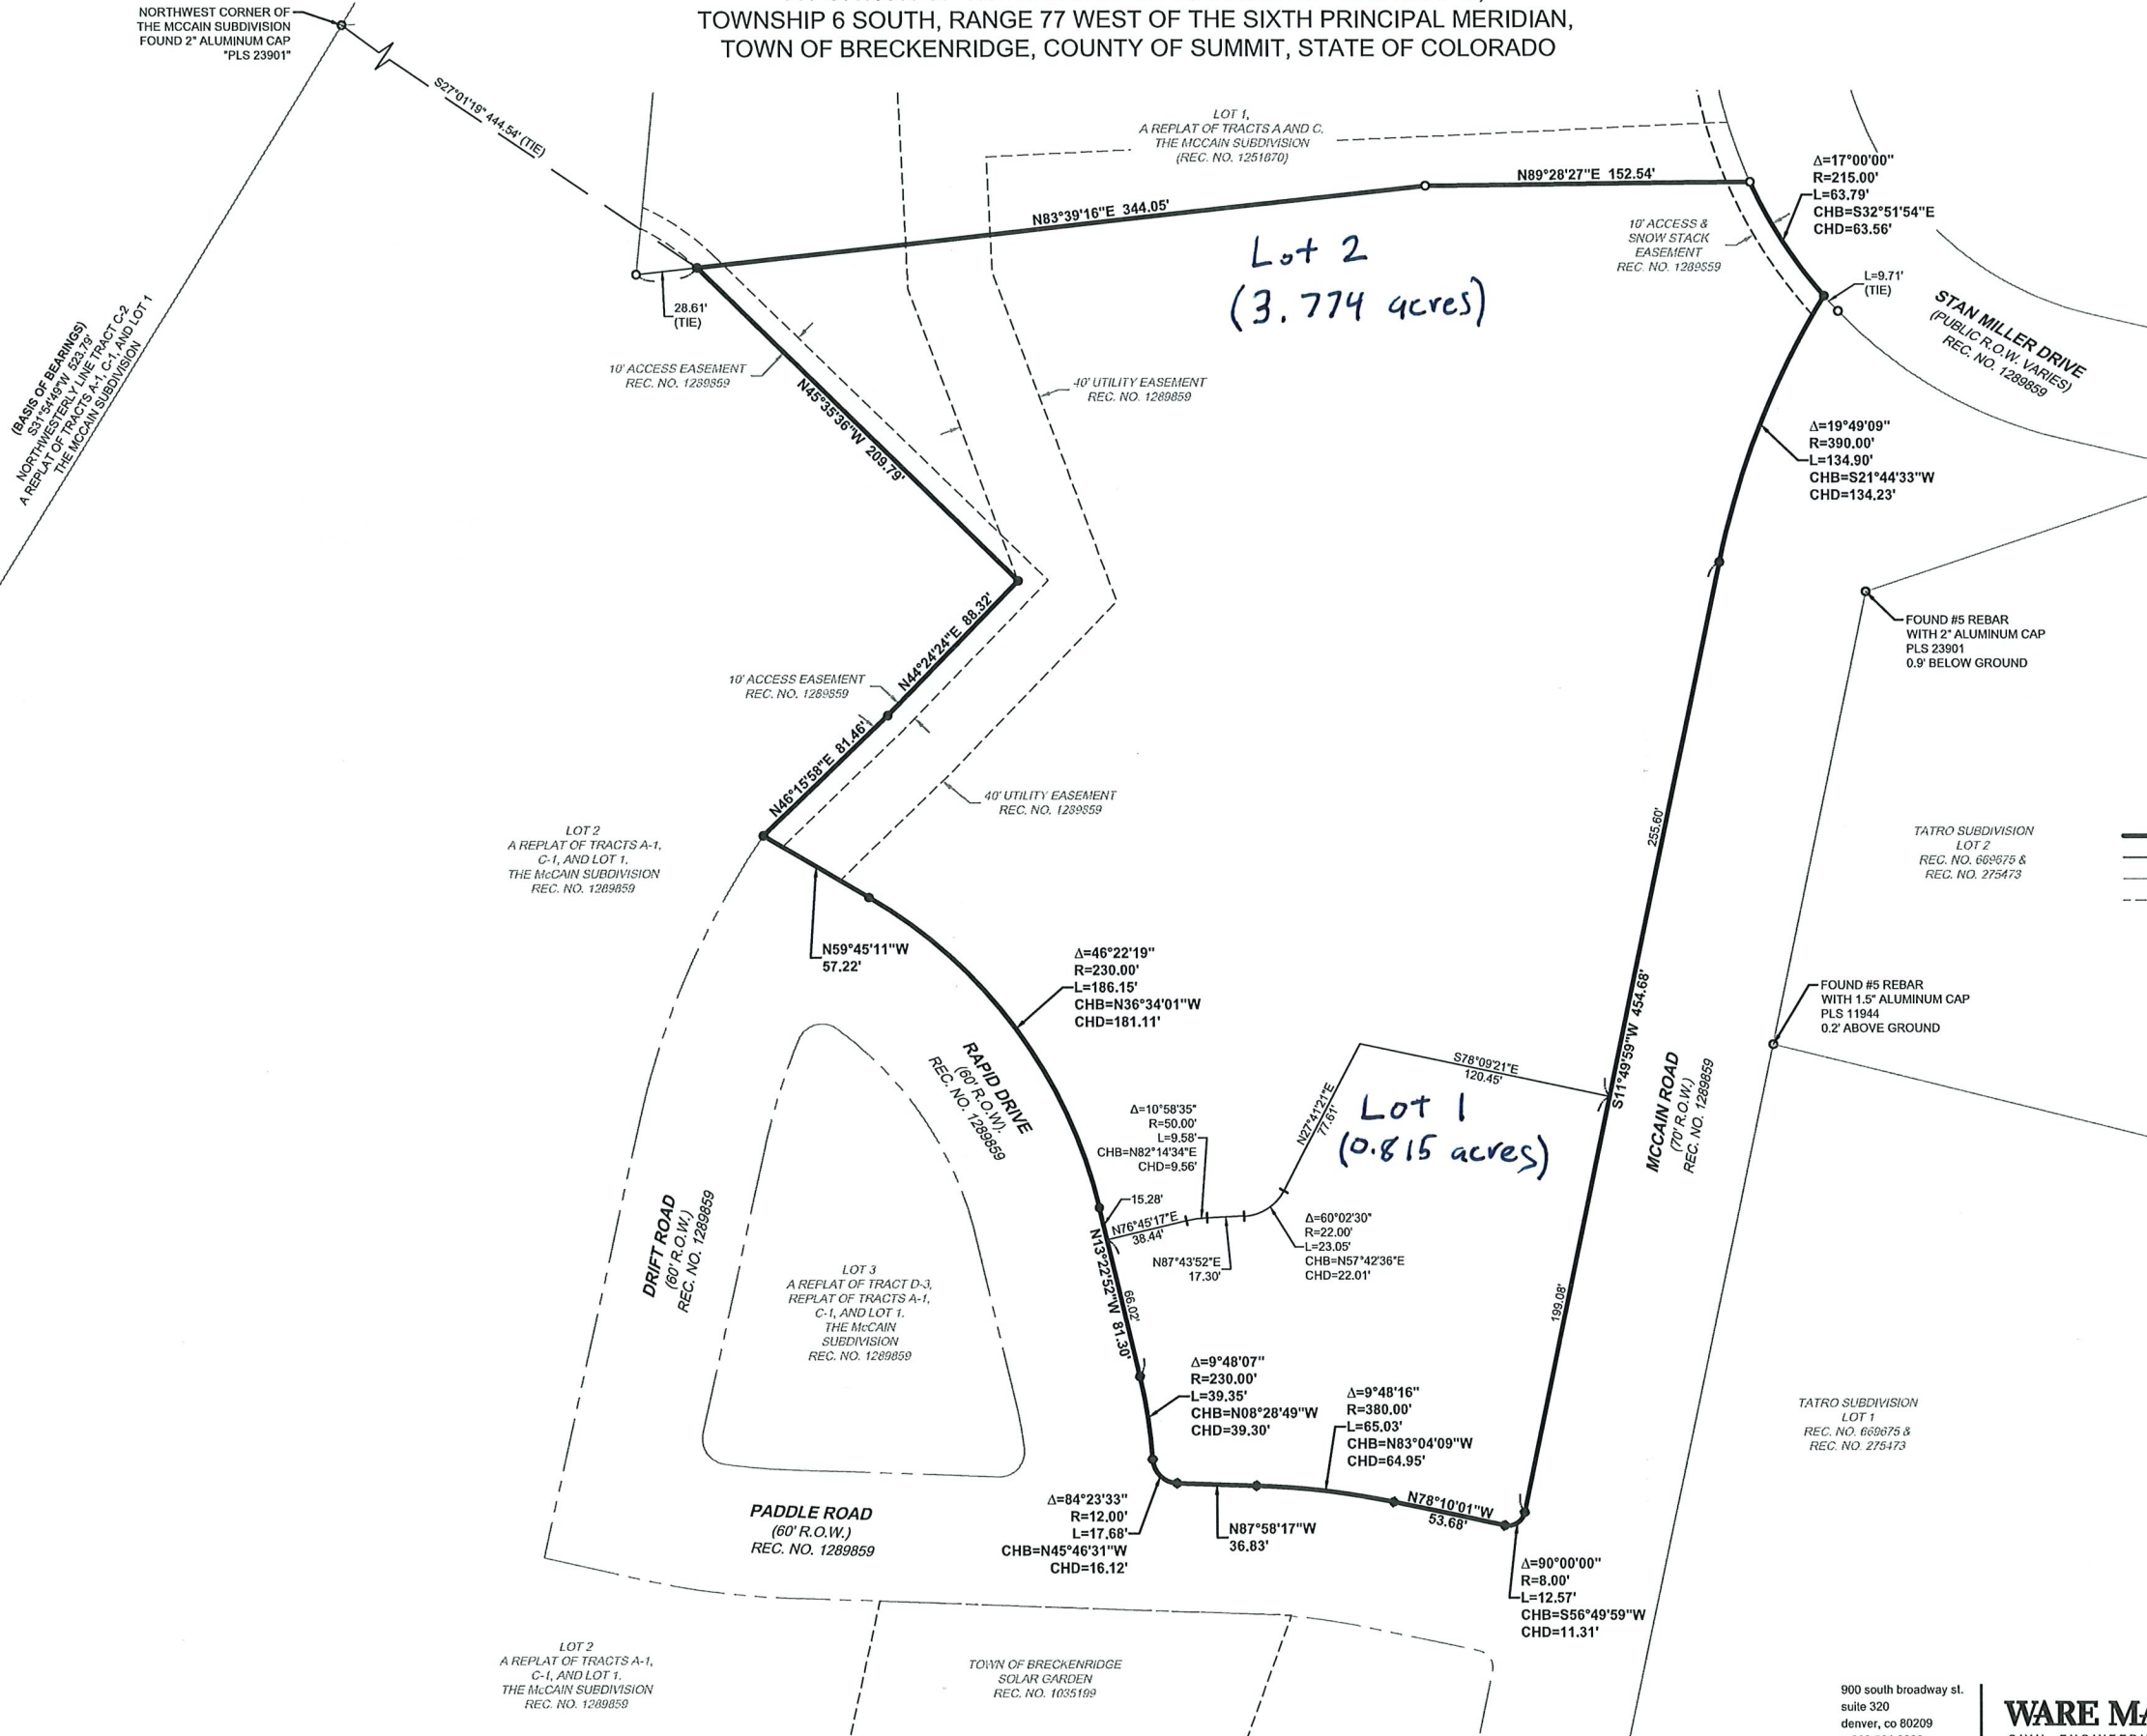 TOWNSHIP 6 SOUTH, RANGE 77 WEST OF THE SIXTH PRINCIPAL MERIDIAN,
TOWN OF BRECKENRIDGE, COUNTY OF SUMMIT, STATE OF COLORADO
NORTHWEST CORNER OF
THE MCCAIN SUBDIVISION
FOUND 2" ALUMINUM CAP
"PLS 23901"
S27°01'19" 444.54' (TIE)
(BASIS OF BEARINGS)
S31°54'49"W 523.79'
NORTHWESTERLY LINE TRACT C-2
A REPLAT OF TRACTS A-1, C-1, AND LOT 1
THE MCCAIN SUBDIVISION
LOT 1,
A REPLAT OF TRACTS A AND C,
THE MCCAIN SUBDIVISION
(REC. NO. 1251870)
N83°39'16"E 344.05'
N89°28'27"E 152.54'
Δ=17°00'00"
R=215.00'
L=63.79'
CHB=S32°51'54"E
CHD=63.56'
10' ACCESS &
SNOW STACK
EASEMENT
REC. NO. 1289859
L=9.71'
(TIE)
STAN MILLER DRIVE
(PUBLIC R.O.W. VARIES)
REC. NO. 1289859
Lot 2
(3.774 acres)
28.61'
(TIE)
10' ACCESS EASEMENT
REC. NO. 1289859
N45°35'36"W 209.79'
40' UTILITY EASEMENT
REC. NO. 1289859
Δ=19°49'09"
R=390.00'
L=134.90'
CHB=S21°44'33"W
CHD=134.23'
FOUND #5 REBAR
WITH 2" ALUMINUM CAP
PLS 23901
0.9' BELOW GROUND
N44°24'24"E 88.32'
10' ACCESS EASEMENT
REC. NO. 1289859
N46°15'58"E 81.46'
40' UTILITY EASEMENT
REC. NO. 1289859
255.60'
TATRO SUBDIVISION
LOT 2
REC. NO. 669675 &
REC. NO. 275473
LOT 2
A REPLAT OF TRACTS A-1,
C-1, AND LOT 1,
THE McCAIN SUBDIVISION
REC. NO. 1289859
N59°45'11"W
57.22'
Δ=46°22'19"
R=230.00'
L=186.15'
CHB=N36°34'01"W
CHD=181.11'
S11°49'59"W 454.68'
FOUND #5 REBAR
WITH 1.5" ALUMINUM CAP
PLS 11944
0.2' ABOVE GROUND
RAPID DRIVE
(60' R.O.W).
REC. NO. 1289859
S78°09'21"E
120.45'
MCCAIN ROAD
(70' R.O.W.)
REC. NO. 1289859
Δ=10°58'35"
R=50.00'
L=9.58'
CHB=N82°14'34"E
CHD=9.56'
N27°41'21"E
77.61'
Lot 1
(0.815 acres)
15.28'
N76°45'17"E
38.44'
N87°43'52"E
17.30'
Δ=60°02'30"
R=22.00'
L=23.05'
CHB=N57°42'36"E
CHD=22.01'
DRIFT ROAD
(60' R.O.W.)
REC. NO. 1289859
N13°22'52"W 81.30'
66.02'
199.08'
LOT 3
A REPLAT OF TRACT D-3,
REPLAT OF TRACTS A-1,
C-1, AND LOT 1,
THE McCAIN
SUBDIVISION
REC. NO. 1289859
Δ=9°48'07"
R=230.00'
L=39.35'
CHB=N08°28'49"W
CHD=39.30'
Δ=9°48'16"
R=380.00'
L=65.03'
CHB=N83°04'09"W
CHD=64.95'
TATRO SUBDIVISION
LOT 1
REC. NO. 669675 &
REC. NO. 275473
PADDLE ROAD
(60' R.O.W.)
REC. NO. 1289859
Δ=84°23'33"
R=12.00'
L=17.68'
CHB=N45°46'31"W
CHD=16.12'
N87°58'17"W
36.83'
N78°10'01"W
53.68'
Δ=90°00'00"
R=8.00'
L=12.57'
CHB=S56°49'59"W
CHD=11.31'
LOT 2
A REPLAT OF TRACTS A-1,
C-1, AND LOT 1,
THE McCAIN SUBDIVISION
REC. NO. 1289859
TOWN OF BRECKENRIDGE
SOLAR GARDEN
REC. NO. 1035199
900 south broadway st.
suite 320
denver, co 80209
WARE MA